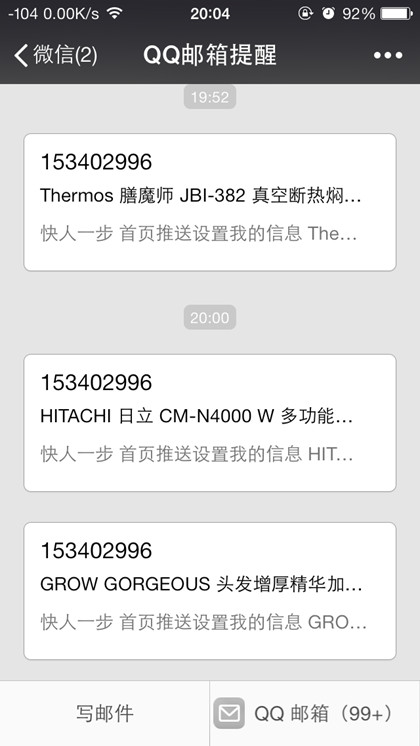 -104 0.00K/s 20:04 92%
微信(2) QQ邮箱提醒
19:52
153402996
Thermos 膳魔师 JBI-382 真空断热焖...
快人一步 首页推送设置我的信息 The...
20:00
153402996
HITACHI 日立 CM-N4000 W 多功能...
快人一步 首页推送设置我的信息 HIT...
153402996
GROW GORGEOUS 头发增厚精华加...
快人一步 首页推送设置我的信息 GRO...
写邮件 QQ 邮箱（99+）